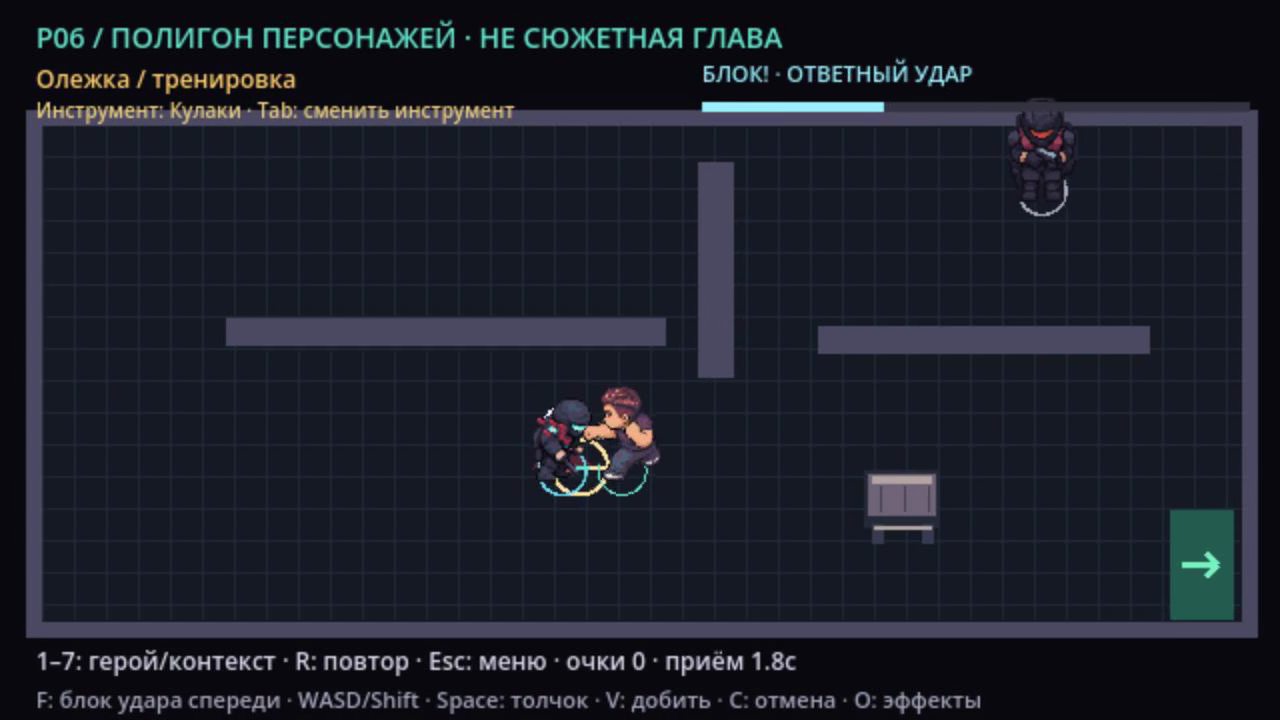 P06 / ПОЛИГОН ПЕРСОНАЖЕЙ · НЕ СЮЖЕТНАЯ ГЛАВА
Олежка / тренировка
БЛОК! · ОТВЕТНЫЙ УДАР
Инструмент: Кулаки · Tab: сменить инструмент
1–7: герой/контекст · R: повтор · Esc: меню · очки 0 · приём 1.8с
F: блок удара спереди · WASD/Shift · Space: толчок · V: добить · C: отмена · O: эффекты